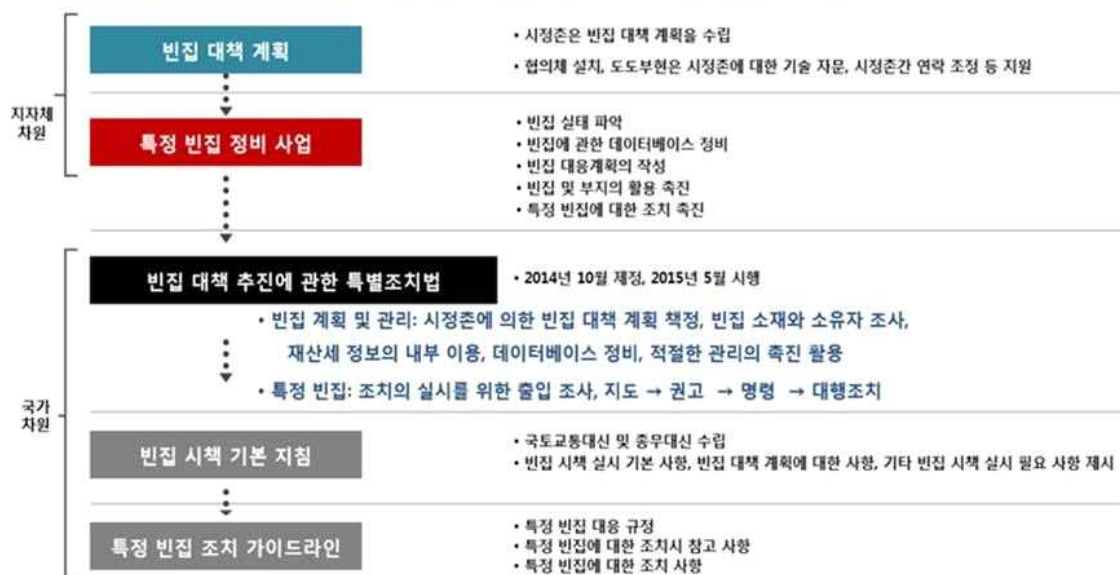 빈집 대책 계획
• 시정촌은 빈집 대책 계획을 수립
• 협의체 설치, 도도부현은 시정촌에 대한 기술 자문, 시정촌간 연락 조정 등 지원
지자체
차원
특정 빈집 정비 사업
• 빈집 실태 파악
• 빈집에 관한 데이터베이스 정비
• 빈집 대응계획의 작성
• 빈집 및 부지의 활용 촉진
• 특정 빈집에 대한 조치 촉진
빈집 대책 추진에 관한 특별조치법
• 2014년 10월 제정, 2015년 5월 시행
• 빈집 계획 및 관리: 시정촌에 의한 빈집 대책 계획 책정, 빈집 소재와 소유자 조사,
재산세 정보의 내부 이용, 데이터베이스 정비, 적절한 관리의 촉진 활용
• 특정 빈집: 조치의 실시를 위한 출입 조사, 지도 → 권고 → 명령 → 대행조치
국가
차원
빈집 시책 기본 지침
• 국토교통대신 및 총무대신 수립
• 빈집 시책 실시 기본 사항, 빈집 대책 계획에 대한 사항, 기타 빈집 시책 실시 필요 사항 제시
특정 빈집 조치 가이드라인
• 특정 빈집 대응 규정
• 특정 빈집에 대한 조치시 참고 사항
• 특정 빈집에 대한 조치 사항